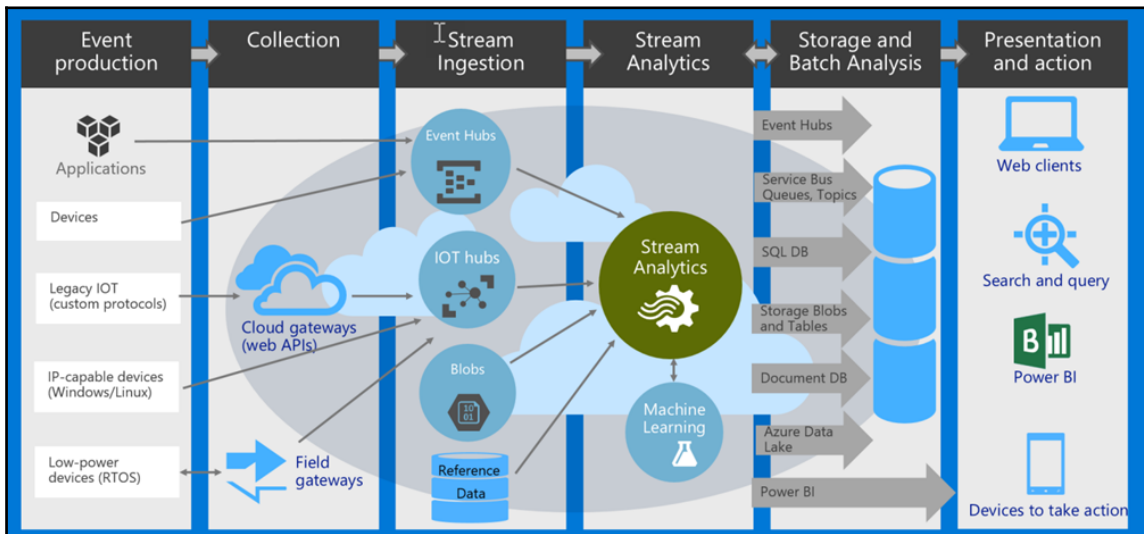 Event
production
Collection
Stream
Ingestion
Stream
Analytics
Storage and
Batch Analysis
Presentation
and action
Applications
Devices
Legacy IOT
(custom protocols)
IP-capable devices
(Windows/Linux)
Low-power
devices (RTOS)
Cloud gateways
(web APIs)
Field
gateways
Event Hubs
IOT hubs
Blobs
10
01
Reference
Data
Stream
Analytics
Machine
Learning
Event Hubs
Service Bus
Queues, Topics
SQL DB
Storage Blobs
and Tables
Document DB
Azure Data
Lake
Power BI
Web clients
Search and query
B
Power BI
Devices to take action